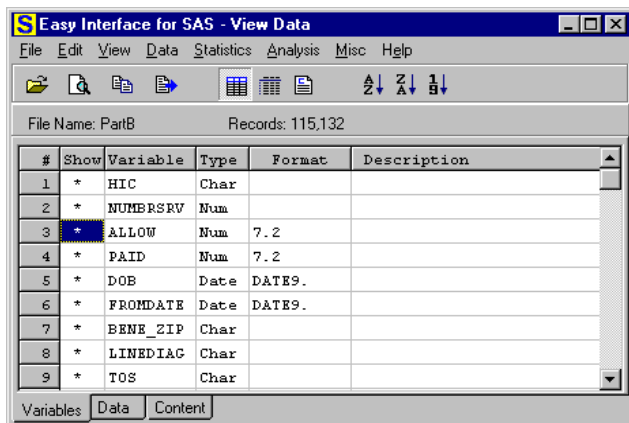 S Easy Interface for SAS - View Data
File Edit View Data Statistics Analysis Misc Help
A Z Z A 1 9
File Name: PartB Records: 115,132
# Show Variable Type Format Description
1 * HIC Char
2 * NUMBRSRV Num
3 * ALLOW Num 7.2
4 * PAID Num 7.2
5 * DOB Date DATE9.
6 * FROMDATE Date DATE9.
7 * BENE_ZIP Char
8 * LINEDIAG Char
9 * TOS Char
Variables Data Content